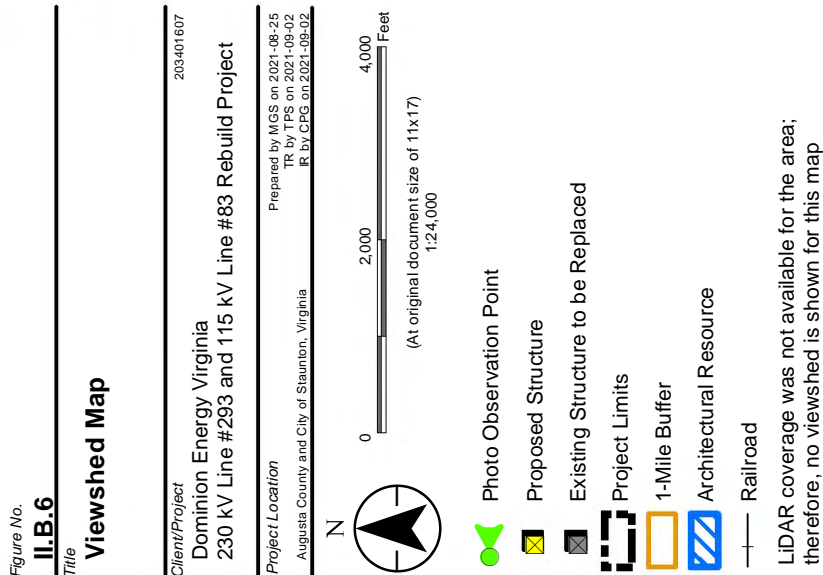 Figure No.
II.B.6
Title
Viewshed Map
Client/Project
203401607
Dominion Energy Virginia
230 kV Line #293 and 115 kV Line #83 Rebuild Project
Project Location
Prepared by MGS on 2021-08-25
TR by TPS on 2021-09-02
IR by CPG on 2021-09-02
Augusta County and City of Staunton, Virginia
N
0 2,000 4,000
Feet
(At original document size of 11x17)
1:24,000
Photo Observation Point
Proposed Structure
Existing Structure to be Replaced
Project Limits
1-Mile Buffer
Architectural Resource
Railroad
LiDAR coverage was not available for the area;
therefore, no viewshed is shown for this map